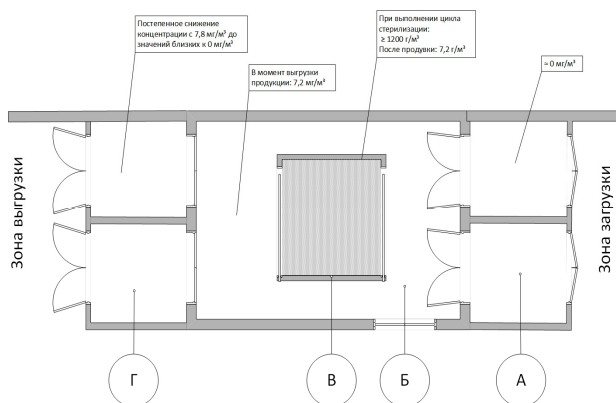 Постепенное снижение
концентрации с 7,8 мг/м³ до
значений близких к 0 мг/м³
В момент выгрузки
продукции: 7,2 мг/м³
При выполнении цикла
стерилизации:
≥ 1200 г/м³
После продувки: 7,2 г/м³
≈ 0 мг/м³
Зона выгрузки
Зона загрузки
Г
В
Б
А